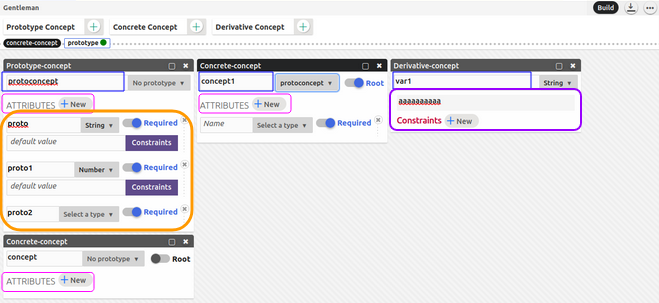 Gentleman
Build
Prototype Concept + Concrete Concept + Derivative Concept +
concrete-concept prototype
Prototype-concept
protoconcept No prototype
ATTRIBUTES + New
proto String Required
default value Constraints
proto1 Number Required
default value Constraints
proto2 Select a type Required
Concrete-concept
concept No prototype Root
ATTRIBUTES + New
Concrete-concept
concept1 protoconcept Root
ATTRIBUTES + New
Name Select a type Required
Derivative-concept
var1 String
aaaaaaaaaa
Constraints + New